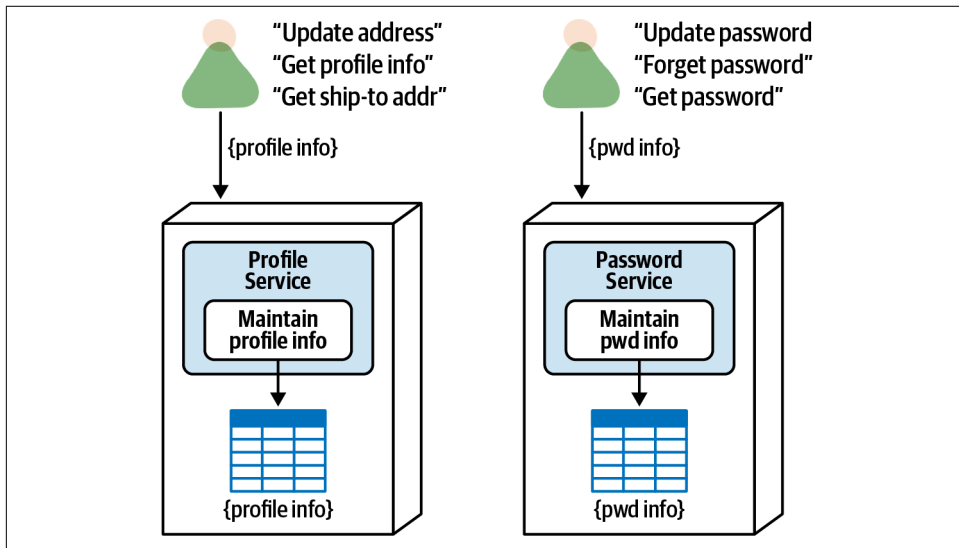 “Update address”
“Get profile info”
“Get ship-to addr”
{profile info}
Profile
Service
Maintain
profile info
{profile info}
“Update password
“Forget password”
“Get password”
{pwd info}
Password
Service
Maintain
pwd info
{pwd info}